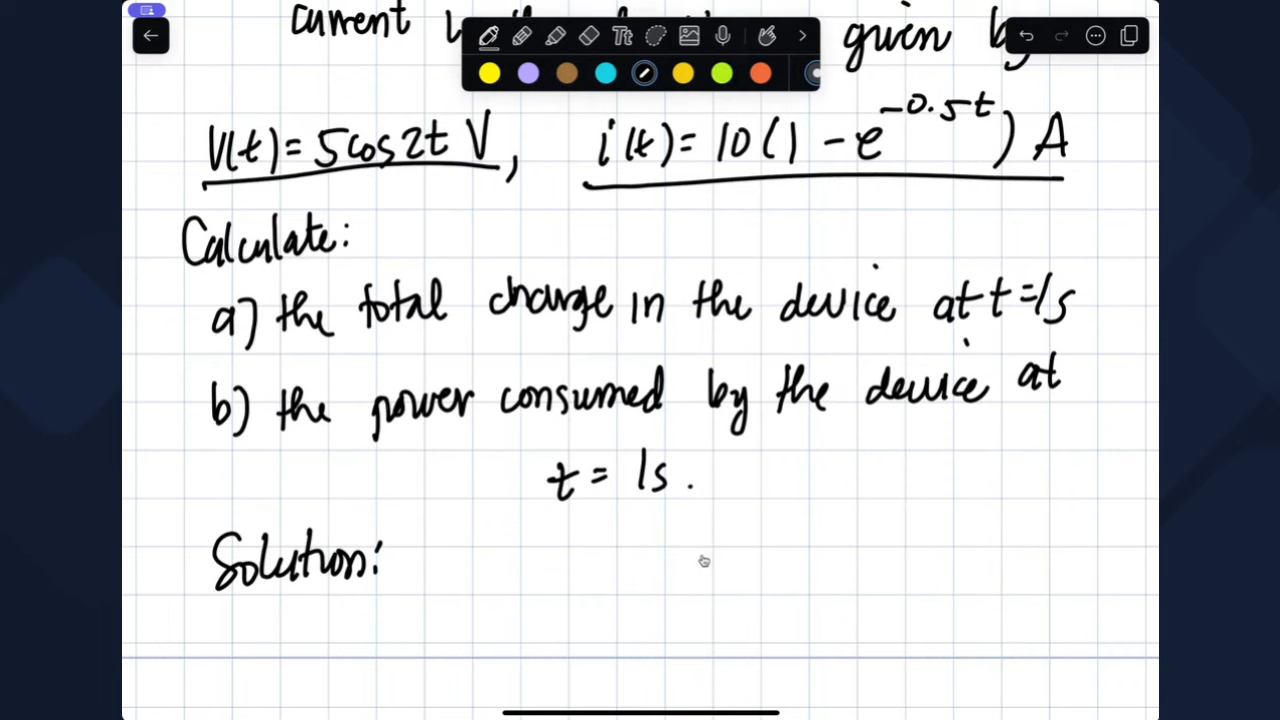 current given by
V(t) = 5cos2t V, i(t) = 10(1 - e^{-0.5t}) A
Calculate:
a) the total charge in the device at t=1s
b) the power consumed by the device at
t = 1s.
Solution: